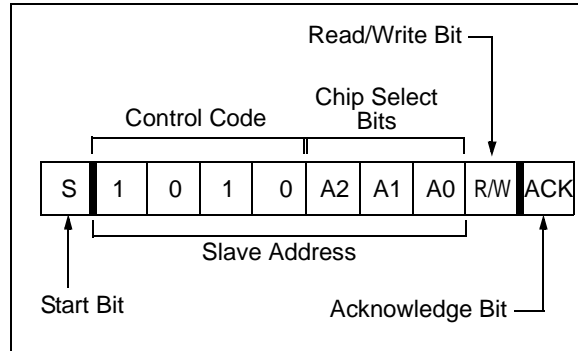 Read/Write Bit
Chip Select
Control Code Bits
S 1 0 1 0 A2 A1 A0 R/W ACK
Slave Address
Start Bit
Acknowledge Bit